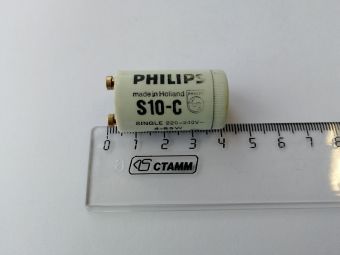 PHILIPS
made in Holland
S10-C
SINGLE 220-240V~
4-65W
0 1 2 3 4 5 6 7 8
СТАММ